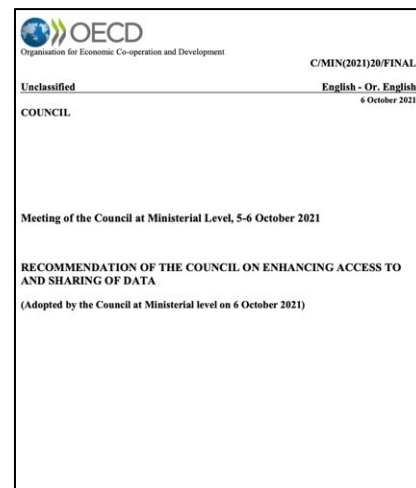 OECD
Organisation for Economic Co-operation and Development
C/MIN(2021)20/FINAL
Unclassified English - Or. English
6 October 2021
COUNCIL
Meeting of the Council at Ministerial Level, 5-6 October 2021
RECOMMENDATION OF THE COUNCIL ON ENHANCING ACCESS TO
AND SHARING OF DATA
(Adopted by the Council at Ministerial level on 6 October 2021)